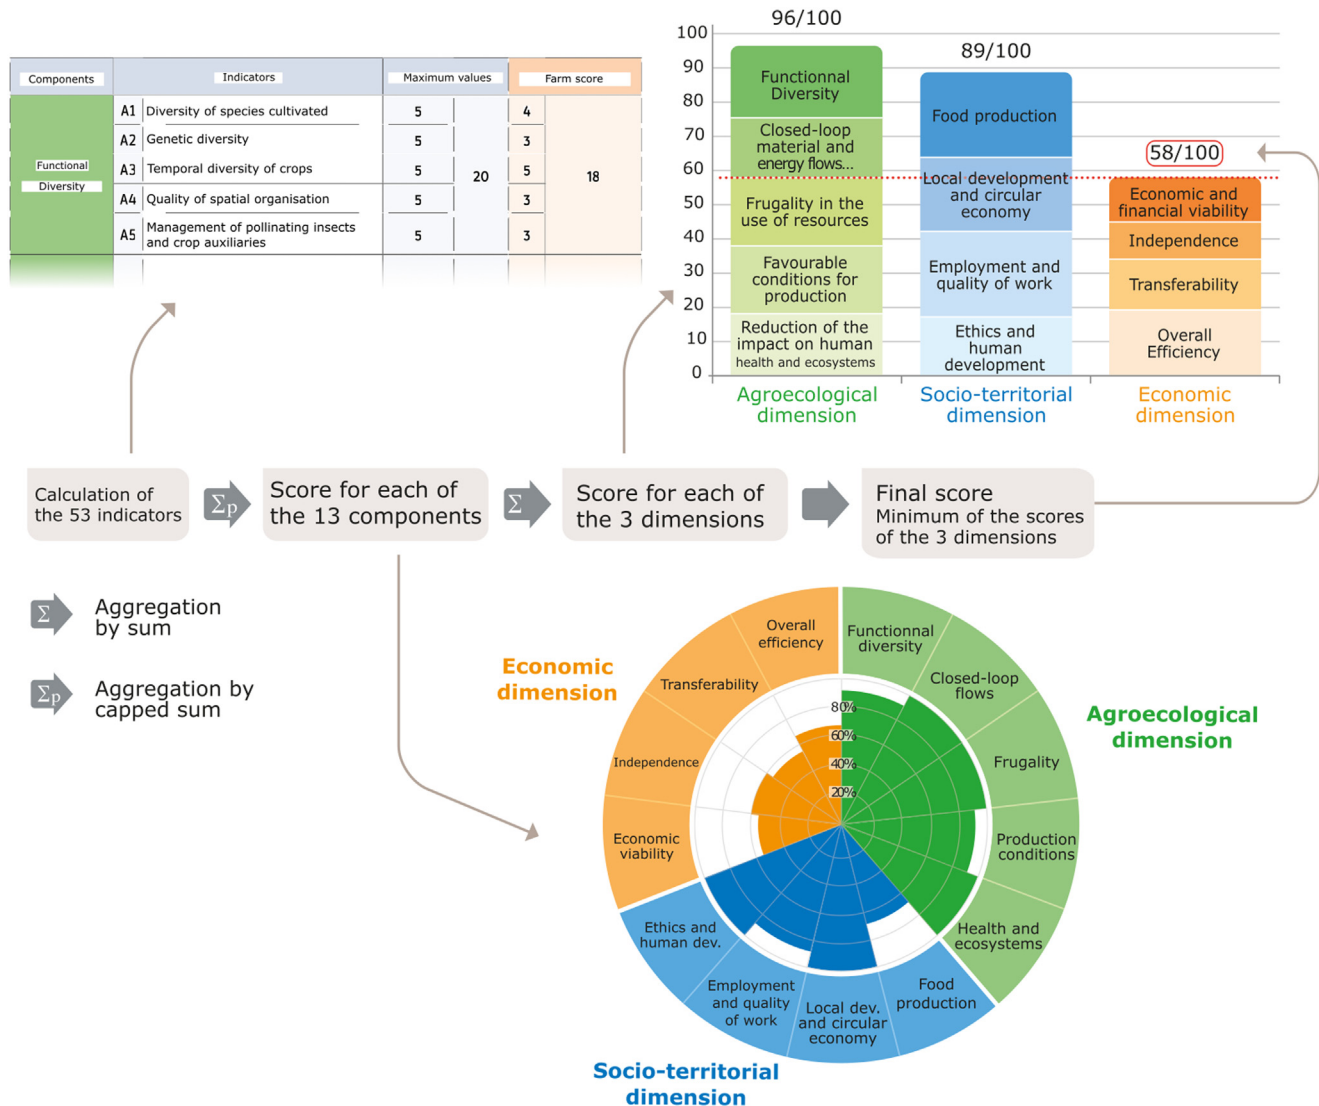 Components
Indicators
Maximum values
Farm score
Functional
Diversity
A1 Diversity of species cultivated 5 4
A2 Genetic diversity 5 3
A3 Temporal diversity of crops 5 5
20 18
A4 Quality of spatial organisation 5 3
A5 Management of pollinating insects
and crop auxiliaries 5 3
96/100
89/100
58/100
100
90
80
70
60
50
40
30
20
10
0
Functionnal
Diversity
Closed-loop
material and
energy flows...
Frugality in the
use of resources
Favourable
conditions for
production
Reduction of the
impact on human
health and ecosystems
Food production
Local development
and circular
economy
Employment and
quality of work
Ethics and
human
development
Economic and
financial viability
Independence
Transferability
Overall
Efficiency
Agroecological
dimension
Socio-territorial
dimension
Economic
dimension
Calculation of
the 53 indicators
Σp
Score for each of
the 13 components
Σ
Score for each of
the 3 dimensions
Final score
Minimum of the scores
of the 3 dimensions
Σ Aggregation
by sum
Σp Aggregation by
capped sum
Economic
dimension
Agroecological
dimension
Socio-territorial
dimension
Overall
efficiency
Functionnal
diversity
Closed-loop
flows
Frugality
Production
conditions
Health and
ecosystems
Food
production
Local dev.
and circular
economy
Employment
and quality
of work
Ethics and
human dev.
Economic
viability
Independence
Transferability
80%
60%
40%
20%